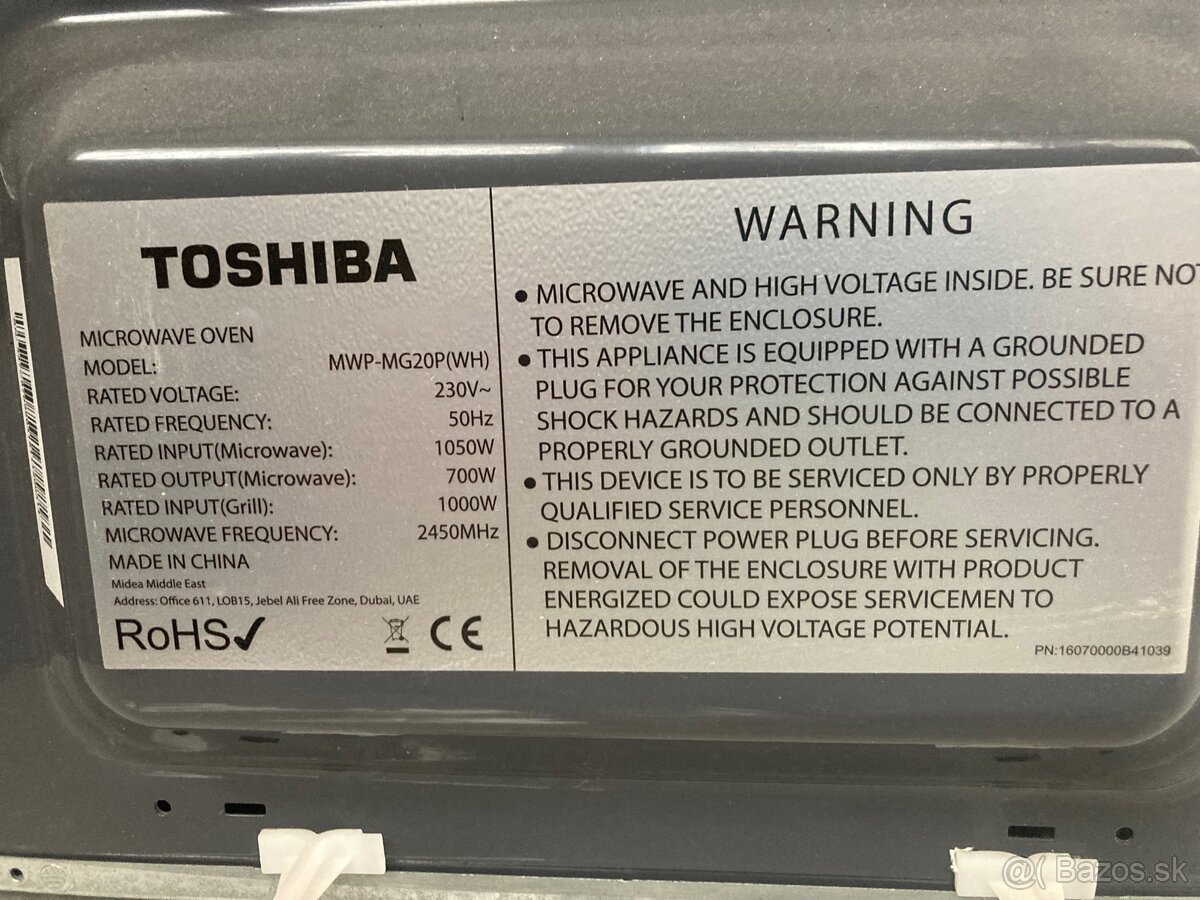 TOSHIBA
MICROWAVE OVEN
MODEL: MWP-MG20P(WH)
RATED VOLTAGE: 230V~
RATED FREQUENCY: 50Hz
RATED INPUT(Microwave): 1050W
RATED OUTPUT(Microwave): 700W
RATED INPUT(Grill): 1000W
MICROWAVE FREQUENCY: 2450MHz
MADE IN CHINA
Midea Middle East
Address: Office 611, LOB15, Jebel Ali Free Zone, Dubai, UAE
RoHS✓ CE
WARNING
• MICROWAVE AND HIGH VOLTAGE INSIDE. BE SURE NOT
TO REMOVE THE ENCLOSURE.
• THIS APPLIANCE IS EQUIPPED WITH A GROUNDED
PLUG FOR YOUR PROTECTION AGAINST POSSIBLE
SHOCK HAZARDS AND SHOULD BE CONNECTED TO A
PROPERLY GROUNDED OUTLET.
• THIS DEVICE IS TO BE SERVICED ONLY BY PROPERLY
QUALIFIED SERVICE PERSONNEL.
• DISCONNECT POWER PLUG BEFORE SERVICING.
REMOVAL OF THE ENCLOSURE WITH PRODUCT
ENERGIZED COULD EXPOSE SERVICEMEN TO
HAZARDOUS HIGH VOLTAGE POTENTIAL.
PN:16070000B41039
@( Bazos.sk